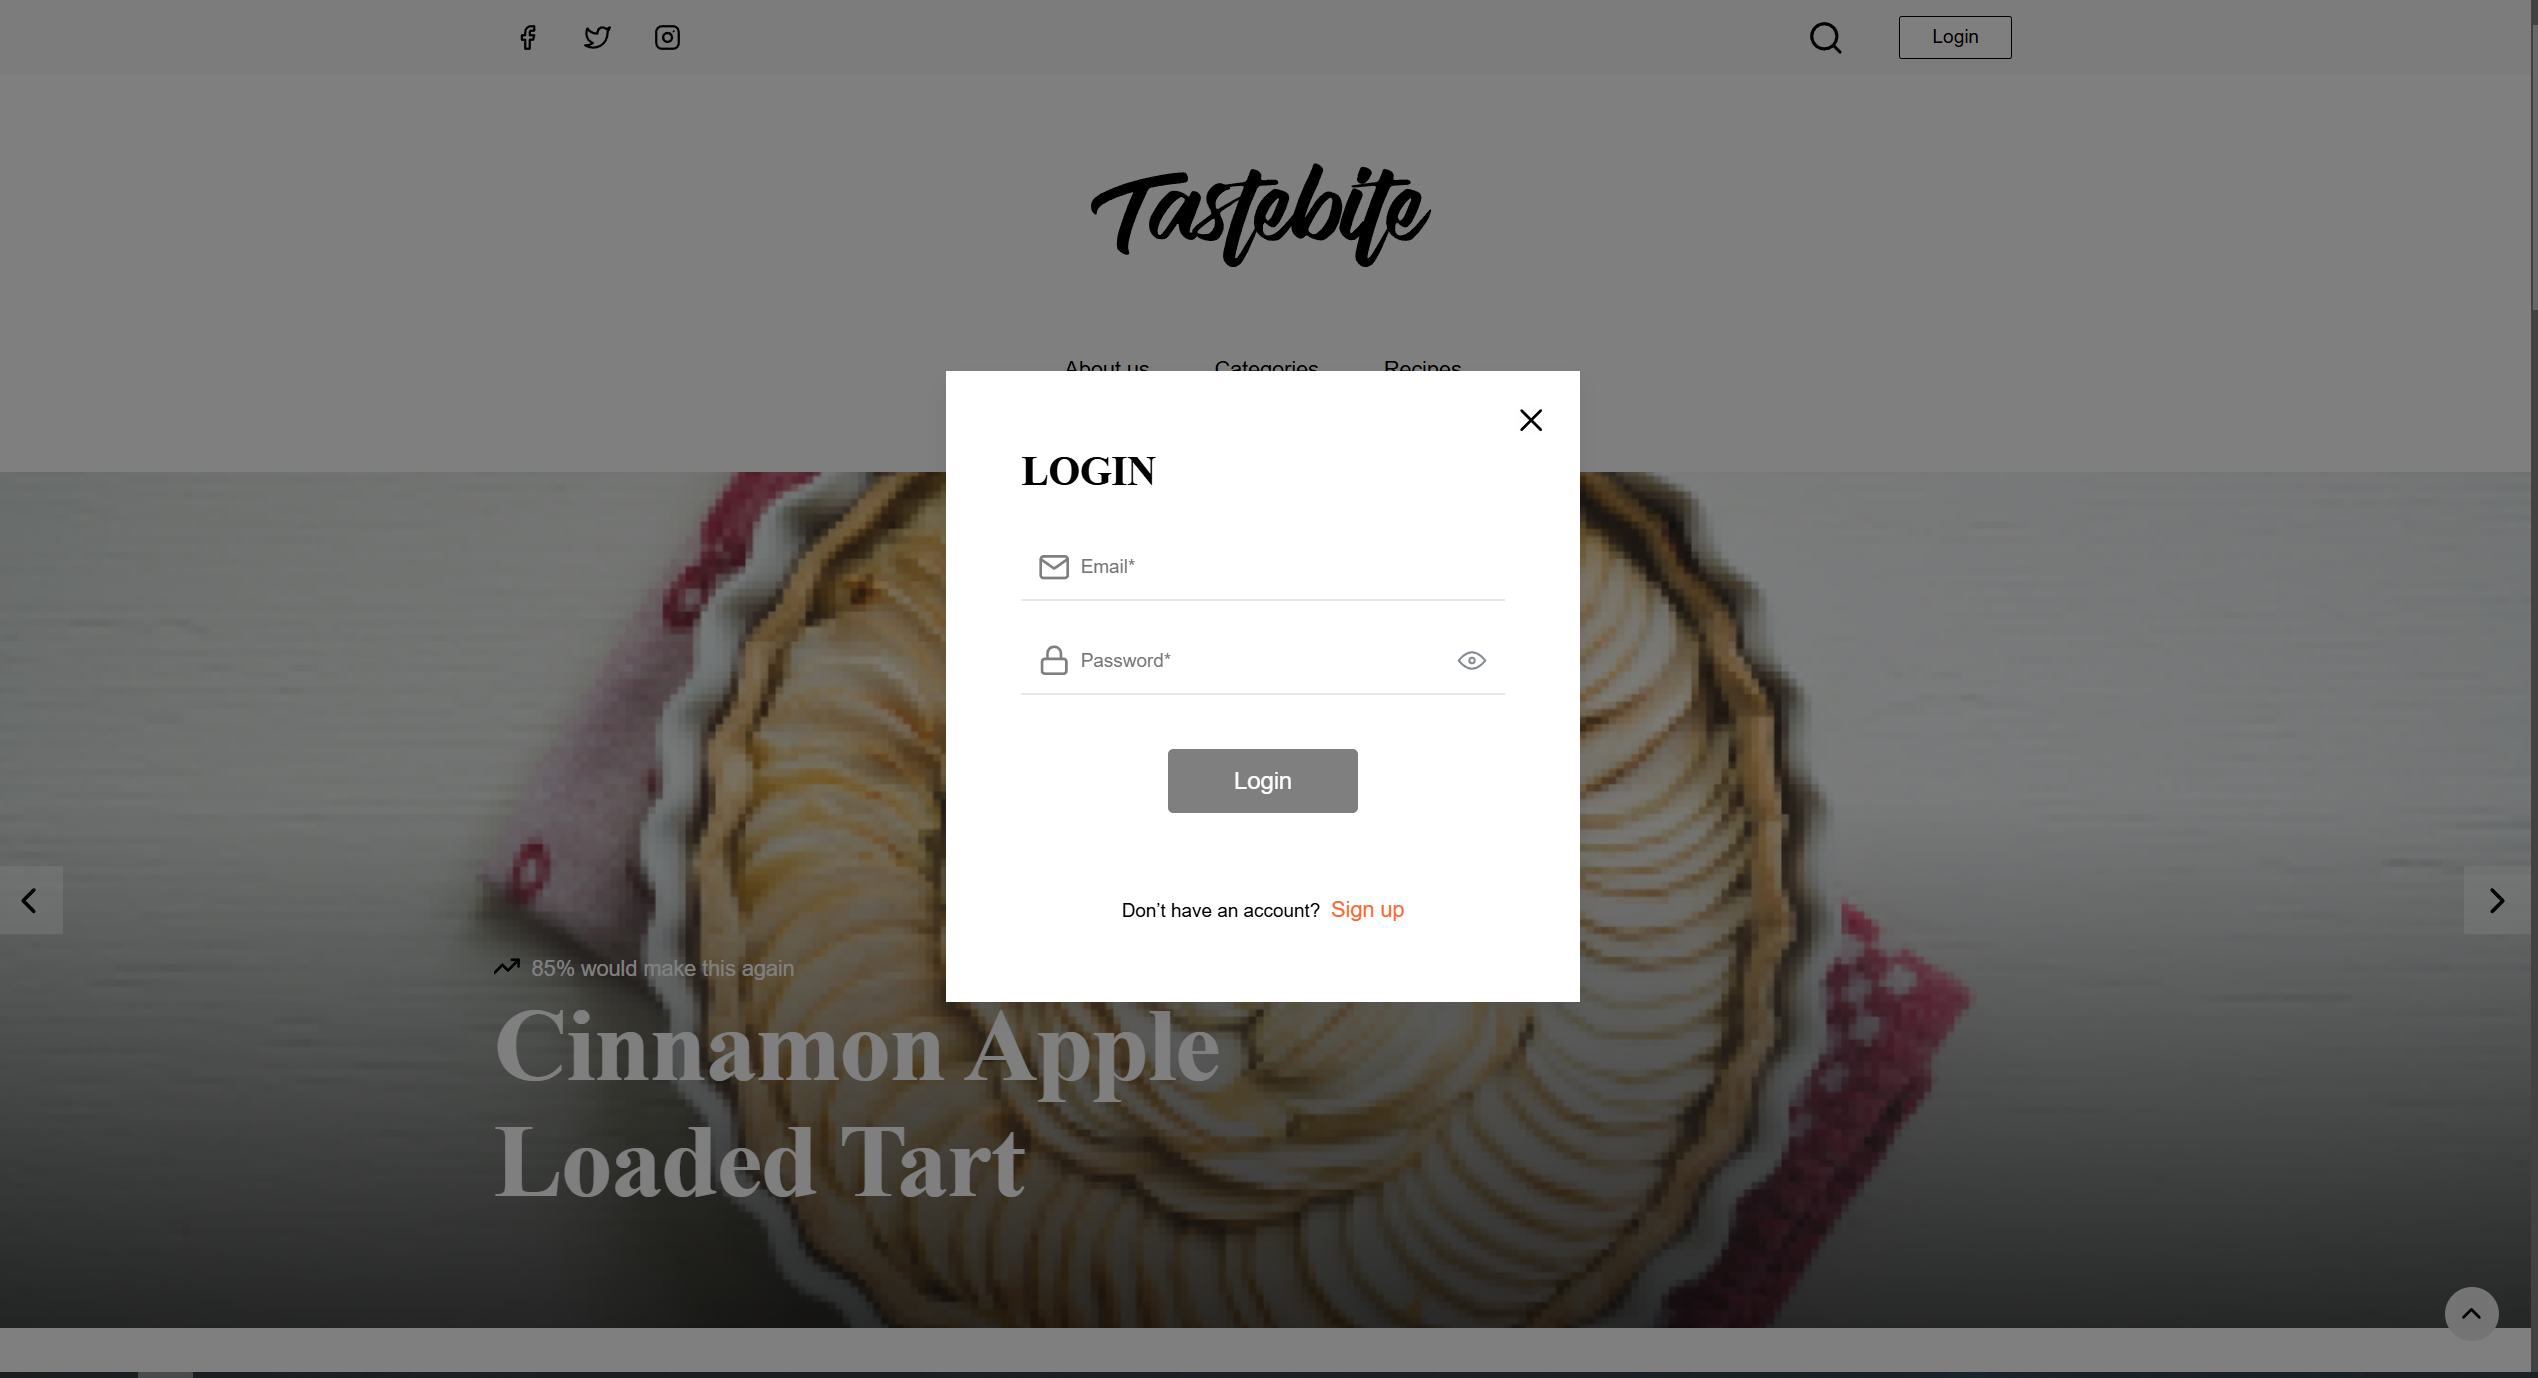 Login
Tastebite
About us Categories Recipes
LOGIN
Email*
Password*
Login
Don't have an account? Sign up
85% would make this again
Cinnamon Apple
Loaded Tart